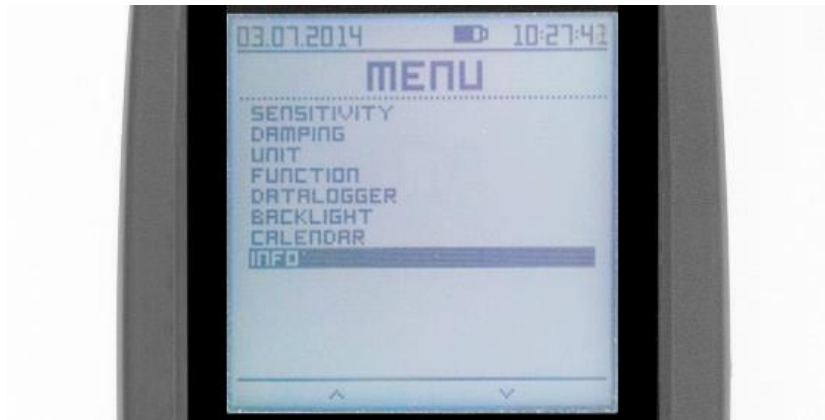 03.07.2014 10:27:43
MENU
SENSITIVITY
DAMPING
UNIT
FUNCTION
DATALOGGER
BACKLIGHT
CALENDAR
INFO